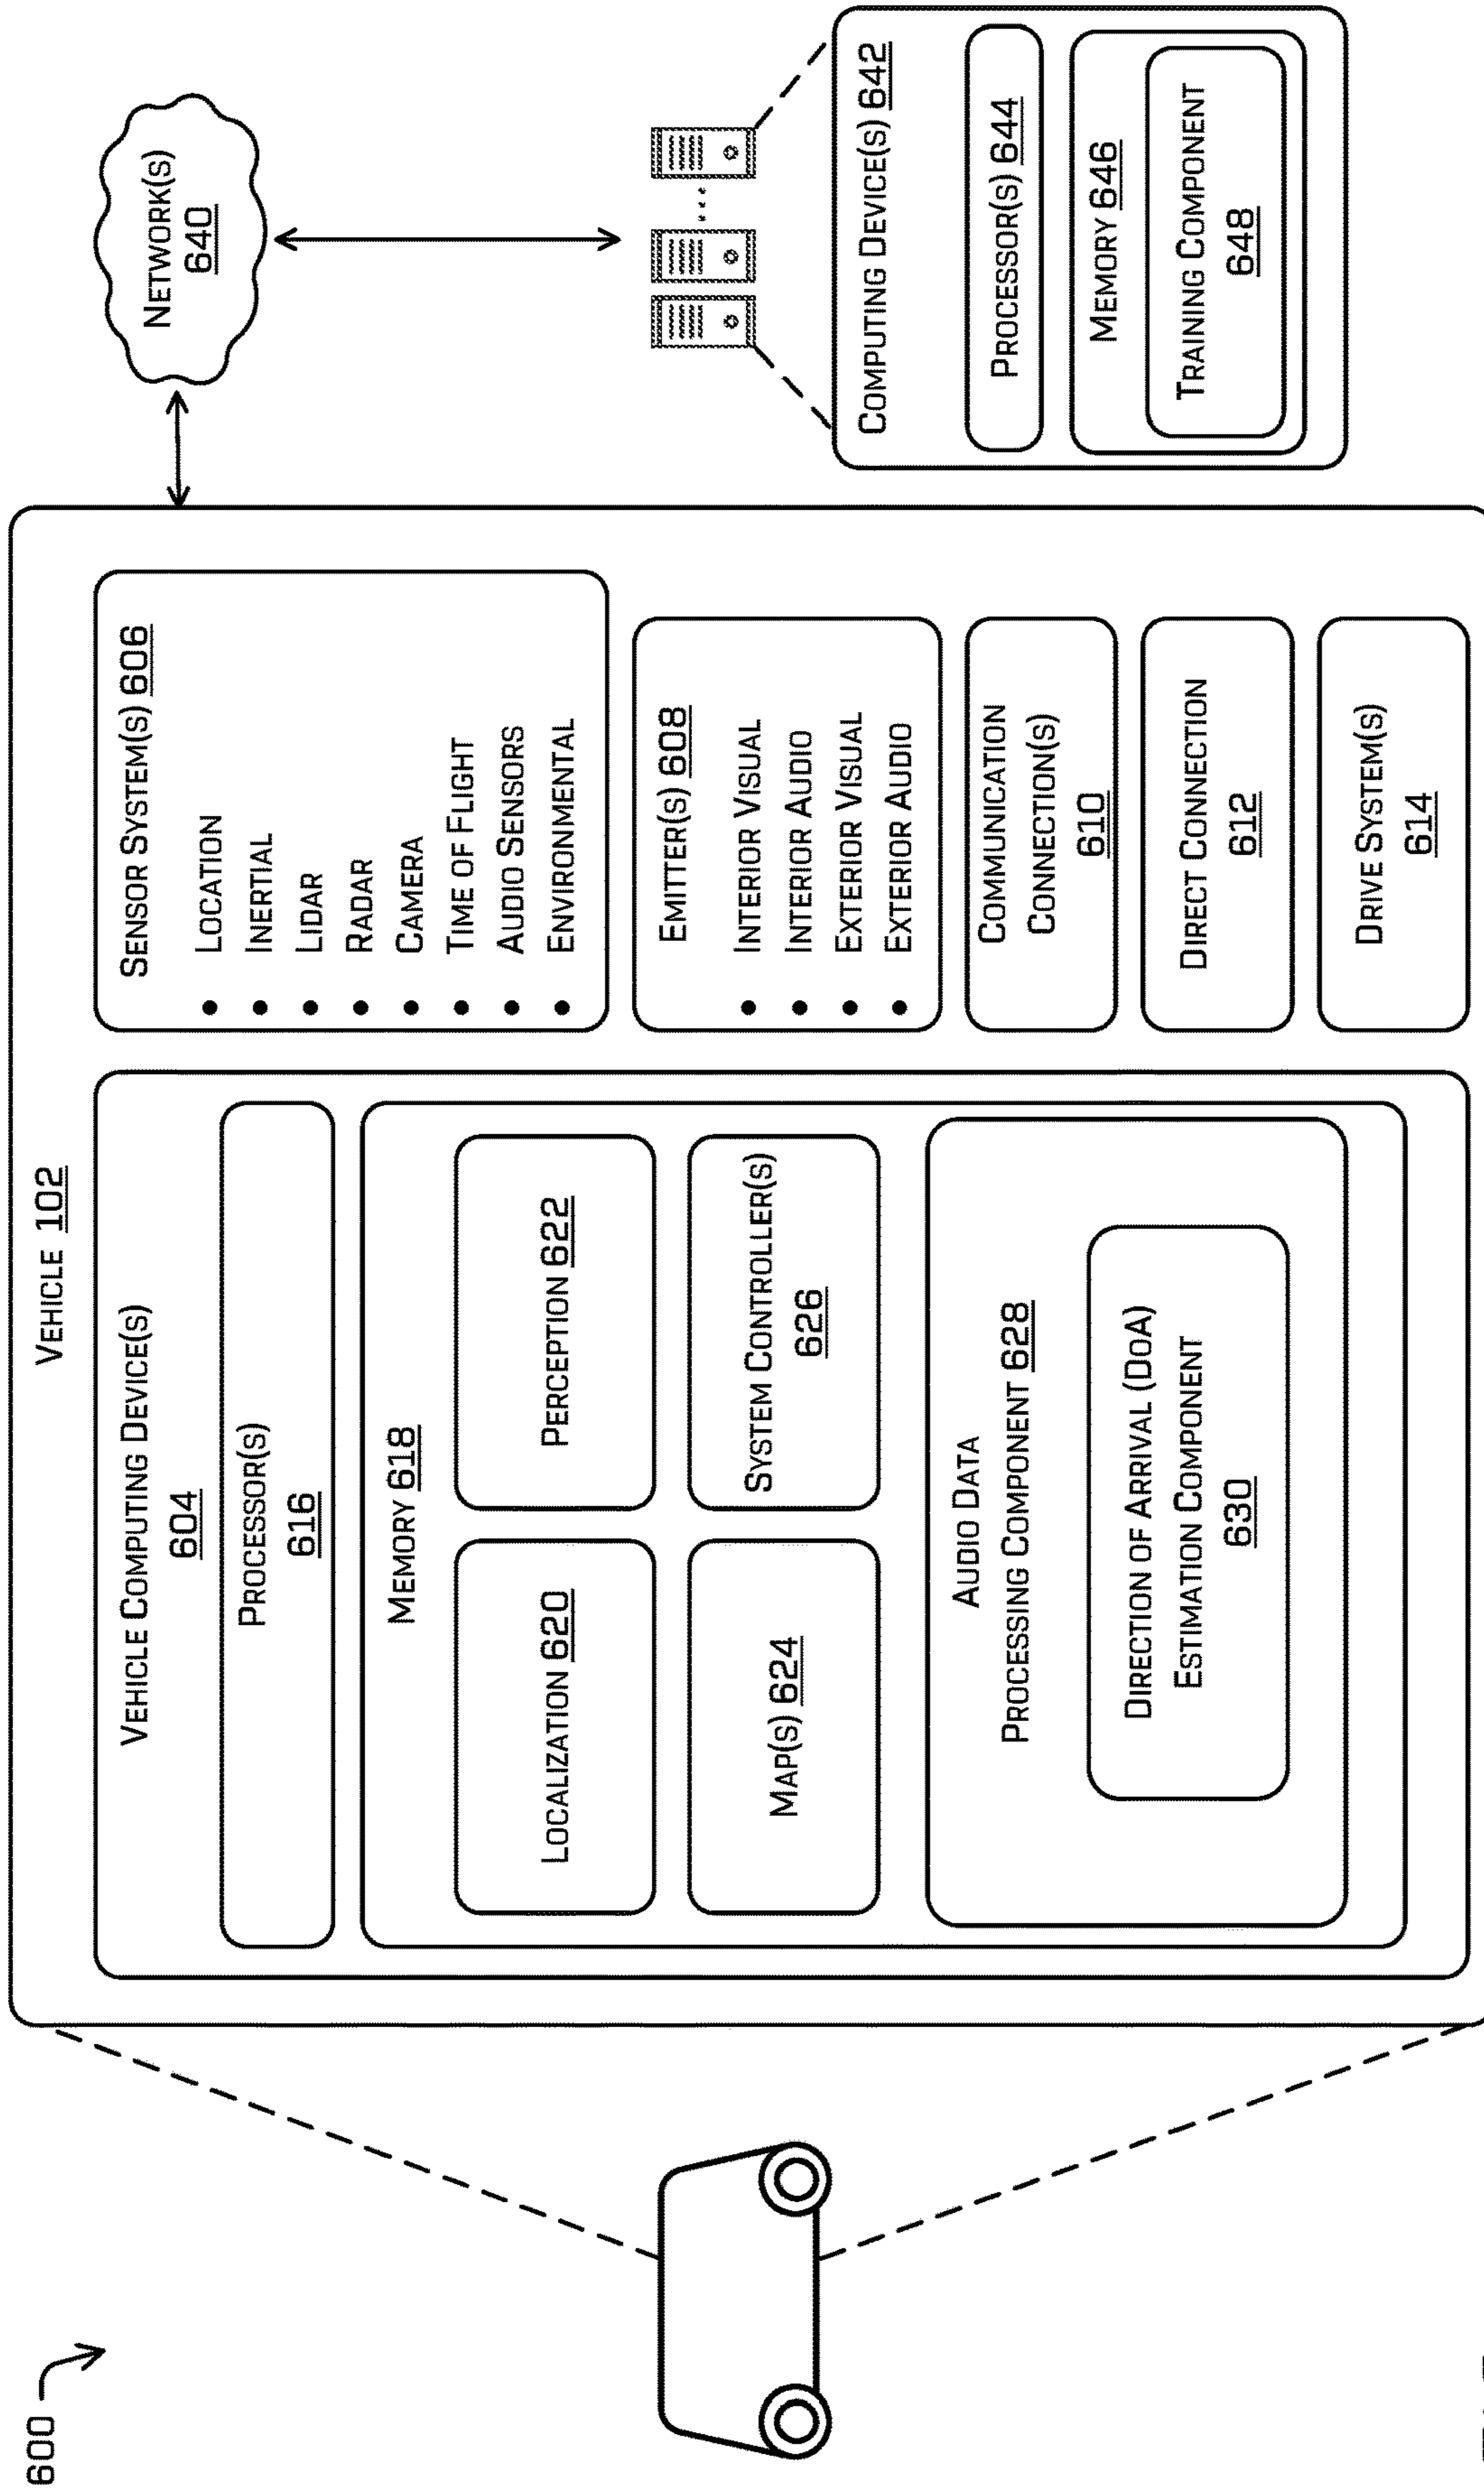 600
VEHICLE 102
VEHICLE COMPUTING DEVICE(S)
604
PROCESSOR(S)
616
MEMORY 618
LOCALIZATION 620
PERCEPTION 622
MAP(S) 624
SYSTEM CONTROLLER(S)
626
AUDIO DATA
PROCESSING COMPONENT 628
DIRECTION OF ARRIVAL (DOA)
ESTIMATION COMPONENT
630
SENSOR SYSTEM(S) 606
• LOCATION
• INERTIAL
• LIDAR
• RADAR
• CAMERA
• TIME OF FLIGHT
• AUDIO SENSORS
• ENVIRONMENTAL
EMITTER(S) 608
• INTERIOR VISUAL
• INTERIOR AUDIO
• EXTERIOR VISUAL
• EXTERIOR AUDIO
COMMUNICATION
CONNECTION(S)
610
DIRECT CONNECTION
612
DRIVE SYSTEM(S)
614
NETWORK(S)
640
...
COMPUTING DEVICE(S) 642
PROCESSOR(S) 644
MEMORY 646
TRAINING COMPONENT
648